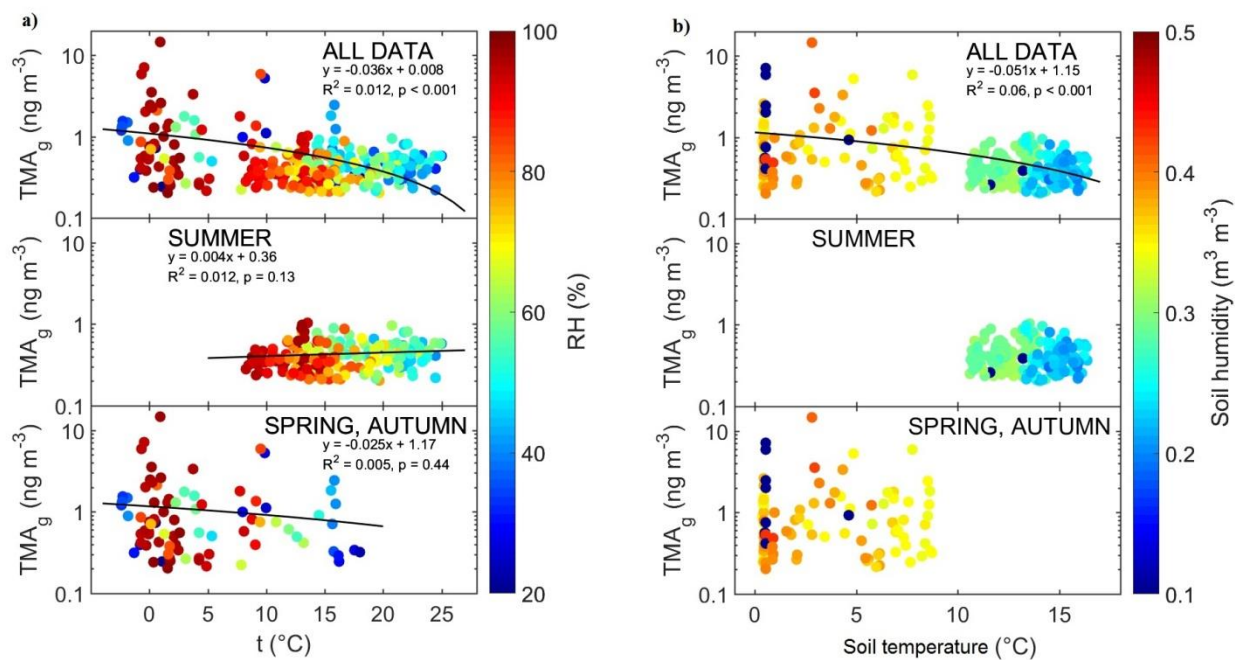 a)
ALL DATA
y = -0.036x + 0.008
R² = 0.012, p < 0.001
TMAg (ng m⁻³)
10
1
0.1
SUMMER
y = 0.004x + 0.36
R² = 0.012, p = 0.13
TMAg (ng m⁻³)
10
1
0.1
SPRING, AUTUMN
y = -0.025x + 1.17
R² = 0.005, p = 0.44
TMAg (ng m⁻³)
10
1
0.1
0 5 10 15 20 25
t (°C)
100
80
60
40
20
RH (%)
b)
ALL DATA
y = -0.051x + 1.15
R² = 0.06, p < 0.001
TMAg (ng m⁻³)
10
1
0.1
SUMMER
TMAg (ng m⁻³)
10
1
0.1
SPRING, AUTUMN
TMAg (ng m⁻³)
10
1
0.1
0 5 10 15
Soil temperature (°C)
0.5
0.4
0.3
0.2
0.1
Soil humidity (m³ m⁻³)